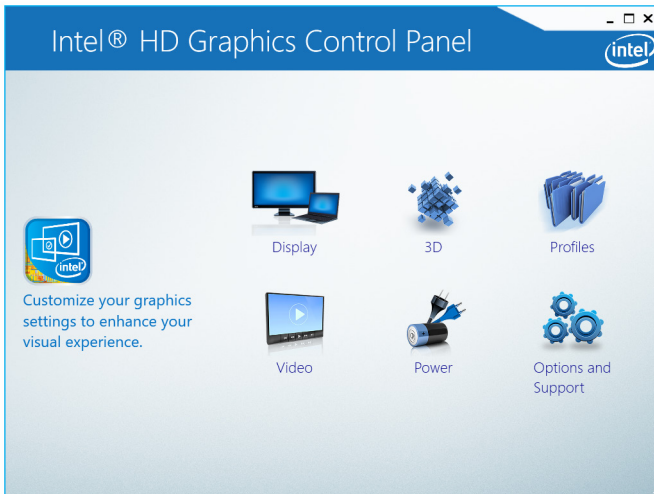 Intel® HD Graphics Control Panel
intel
Display
3D
Profiles
intel
Customize your graphics
settings to enhance your
visual experience.
Video
Power
Options and
Support